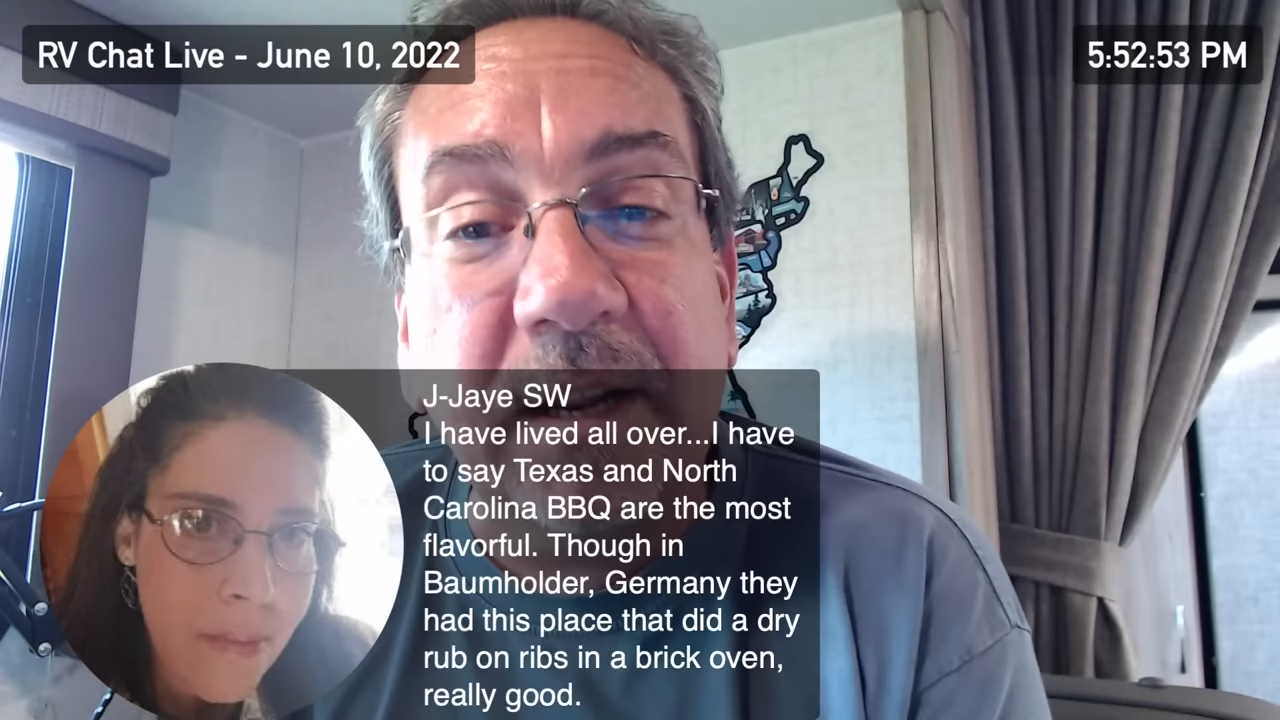 RV Chat Live - June 10, 2022
5:52:53 PM
J-Jaye SW
I have lived all over...I have
to say Texas and North
Carolina BBQ are the most
flavorful. Though in
Baumholder, Germany they
had this place that did a dry
rub on ribs in a brick oven,
really good.